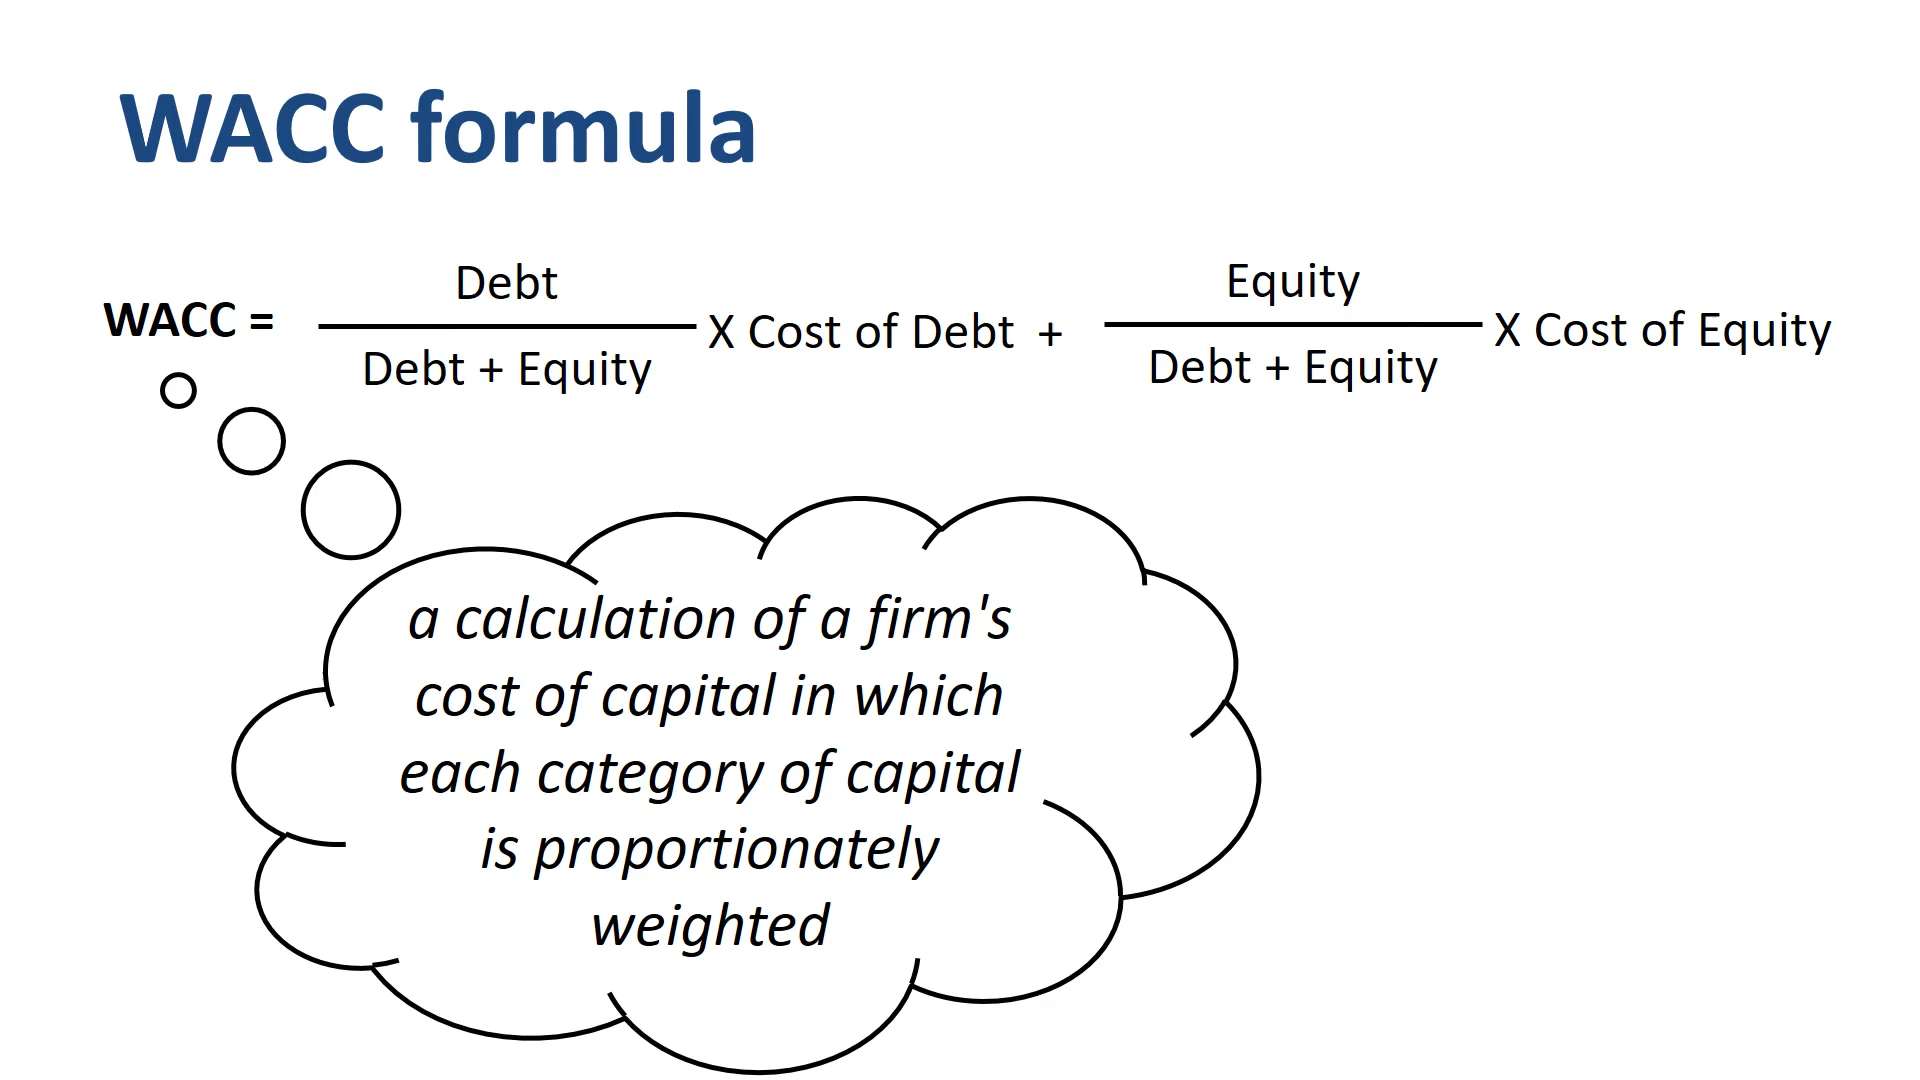 WACC formula
Debt
Equity
WACC =
X Cost of Debt +
X Cost of Equity
Debt + Equity
Debt + Equity
a calculation of a firm's
cost of capital in which
each category of capital
is proportionately
weighted